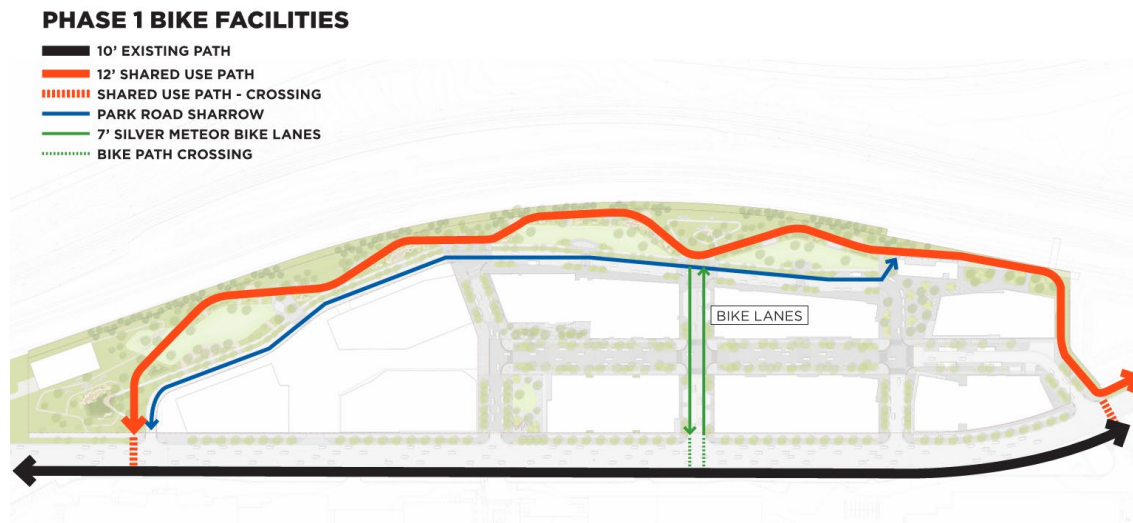 PHASE 1 BIKE FACILITIES
10’ EXISTING PATH
12’ SHARED USE PATH
SHARED USE PATH - CROSSING
PARK ROAD SHARROW
7’ SILVER METEOR BIKE LANES
BIKE PATH CROSSING
BIKE LANES